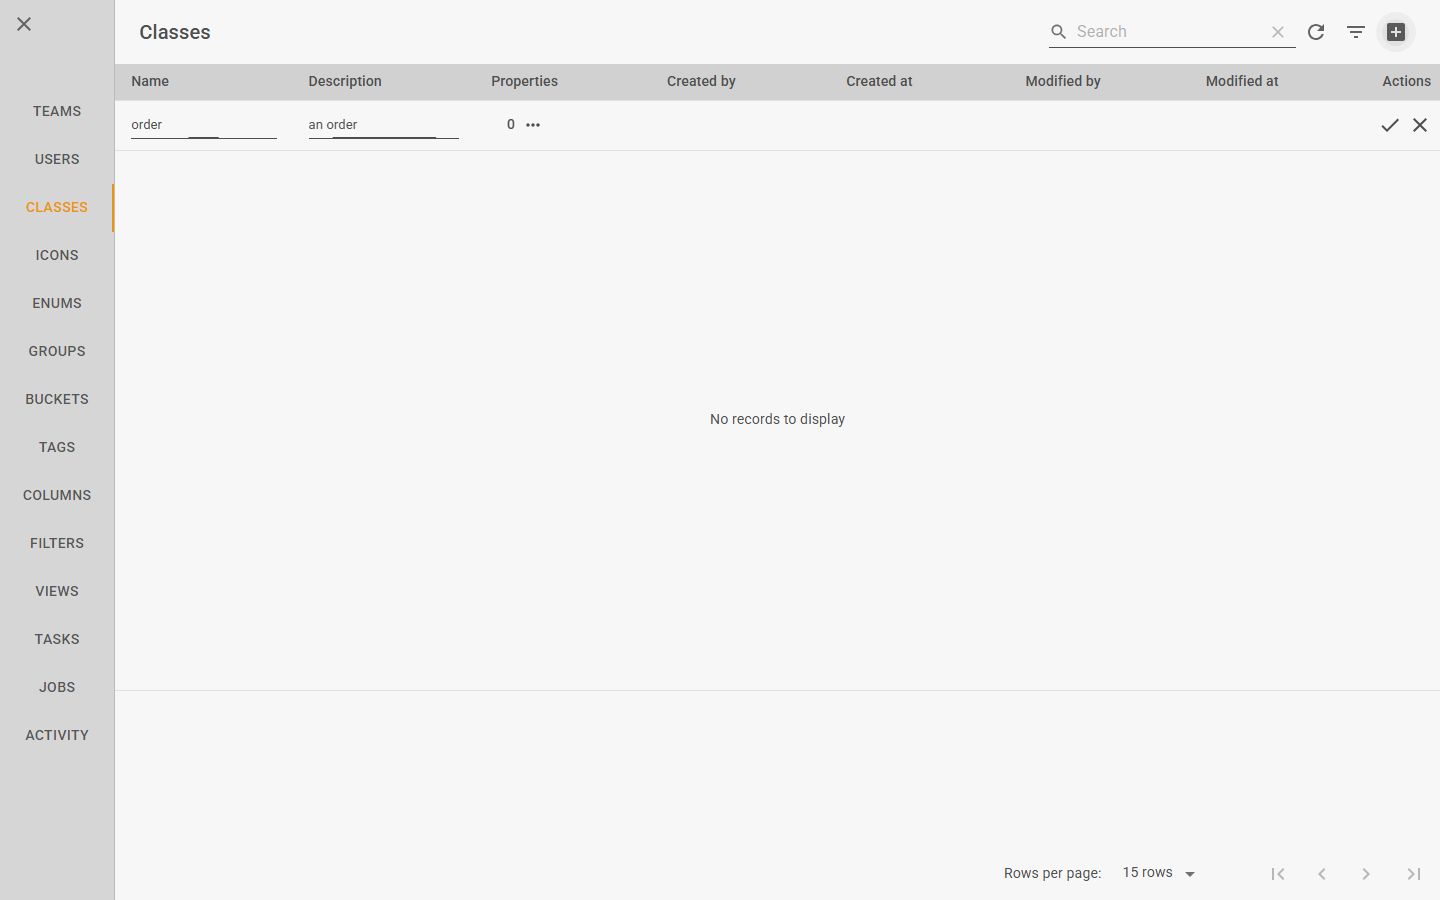 Classes
Search
Name Description Properties Created by Created at Modified by Modified at Actions
order an order 0
TEAMS
USERS
CLASSES
ICONS
ENUMS
GROUPS
BUCKETS
TAGS
COLUMNS
FILTERS
VIEWS
TASKS
JOBS
ACTIVITY
No records to display
Rows per page: 15 rows